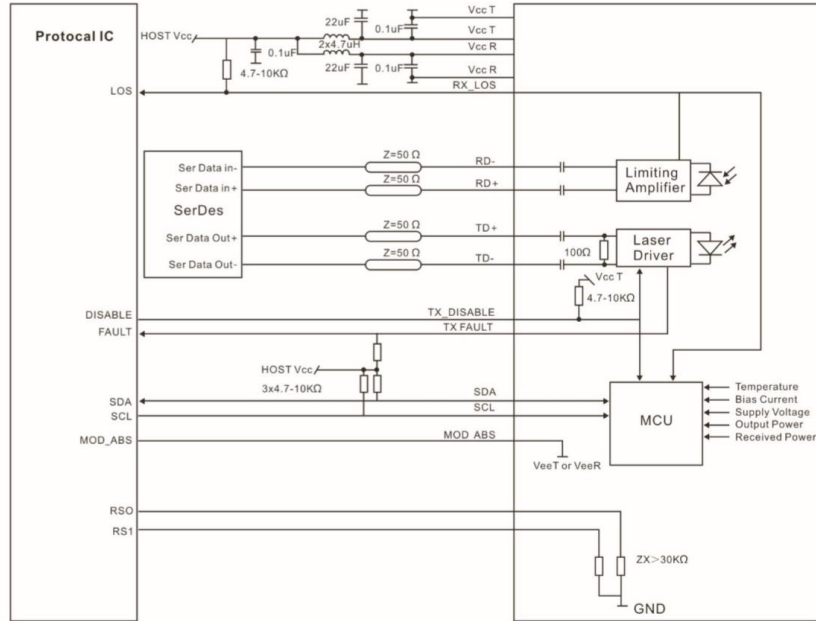 Protocal IC
HOST Vcc
22uF
0.1uF
Vcc T
Vcc T
0.1uF
2x4.7uH
Vcc R
4.7-10KΩ
22uF
0.1uF
Vcc R
LOS
RX_LOS
Ser Data in-
Z=50 Ω
RD-
Limiting
Amplifier
Ser Data in+
Z=50 Ω
RD+
SerDes
Ser Data Out+
Z=50 Ω
TD+
Laser
Driver
100Ω
Ser Data Out-
Z=50 Ω
TD-
Vcc T
4.7-10KΩ
DISABLE
TX_DISABLE
FAULT
TX FAULT
HOST Vcc
3x4.7-10KΩ
SDA
SDA
SCL
SCL
MCU
Temperature
Bias Current
Supply Voltage
Output Power
Received Power
MOD_ABS
MOD_ABS
VeeT or VeeR
RSO
RS1
ZX>30KΩ
GND